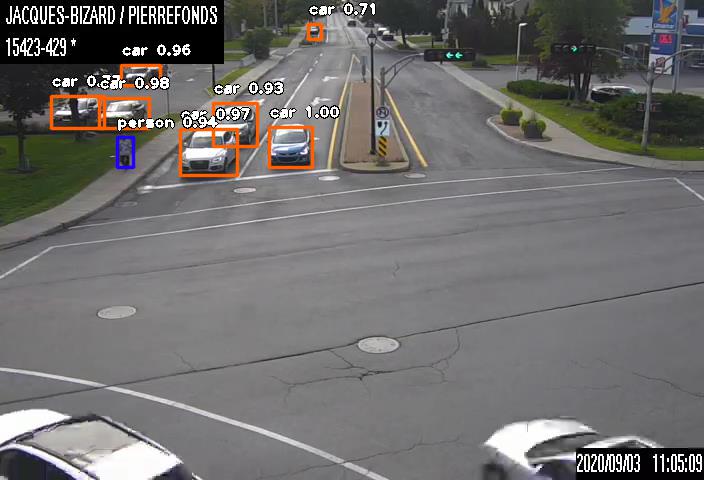 JACQUES-BIZARD / PIERREFONDS
15423-429 *
car 0.71
car 0.96
car 0.98
car 0.93
person 0.94
car 0.97
car 1.00
2020/09/03 11:05:09